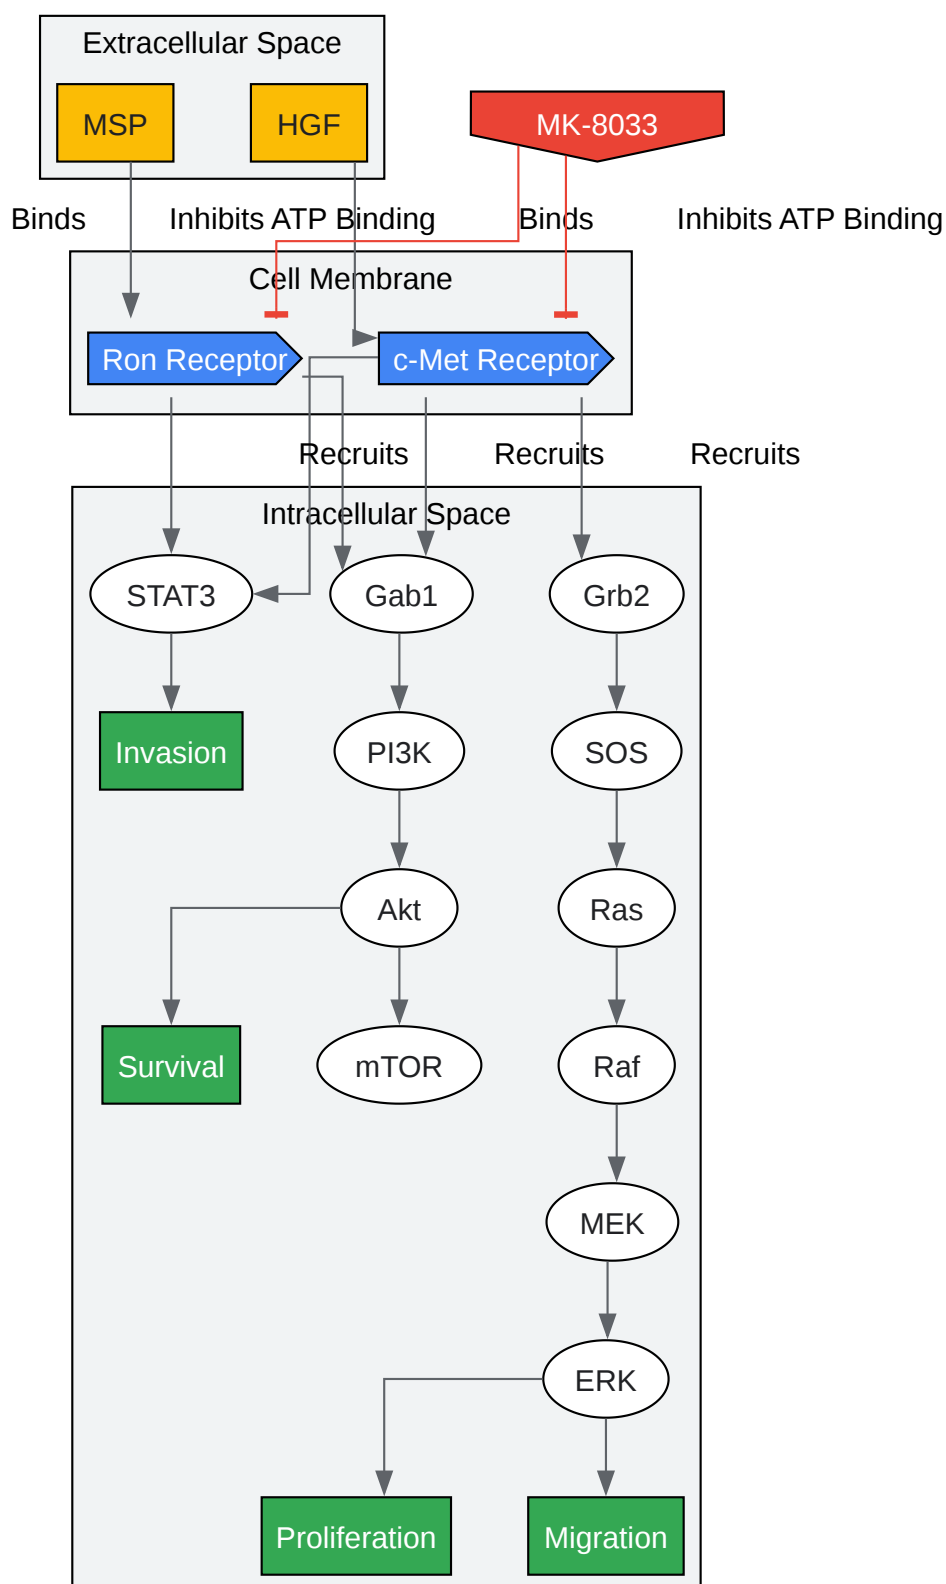 Extracellular Space
MSP
HGF
MK-8033
Binds
Inhibits ATP Binding
Binds
Inhibits ATP Binding
Cell Membrane
Ron Receptor
c-Met Receptor
Recruits
Recruits
Recruits
Intracellular Space
STAT3
Gab1
Grb2
Invasion
PI3K
SOS
Akt
Ras
Survival
mTOR
Raf
MEK
ERK
Proliferation
Migration